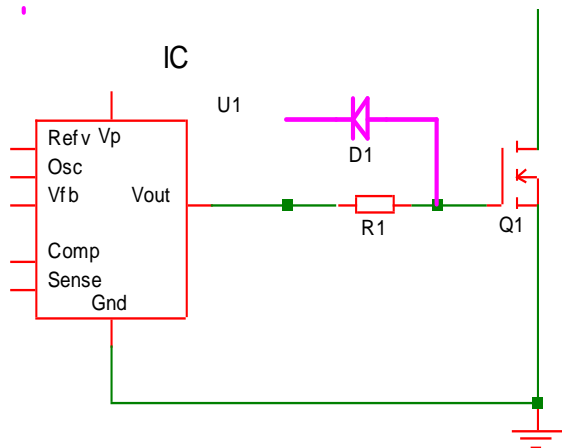 IC
U1
D1
Refv Vp
Osc
Vfb
Vout
R1
Q1
Comp
Sense
Gnd